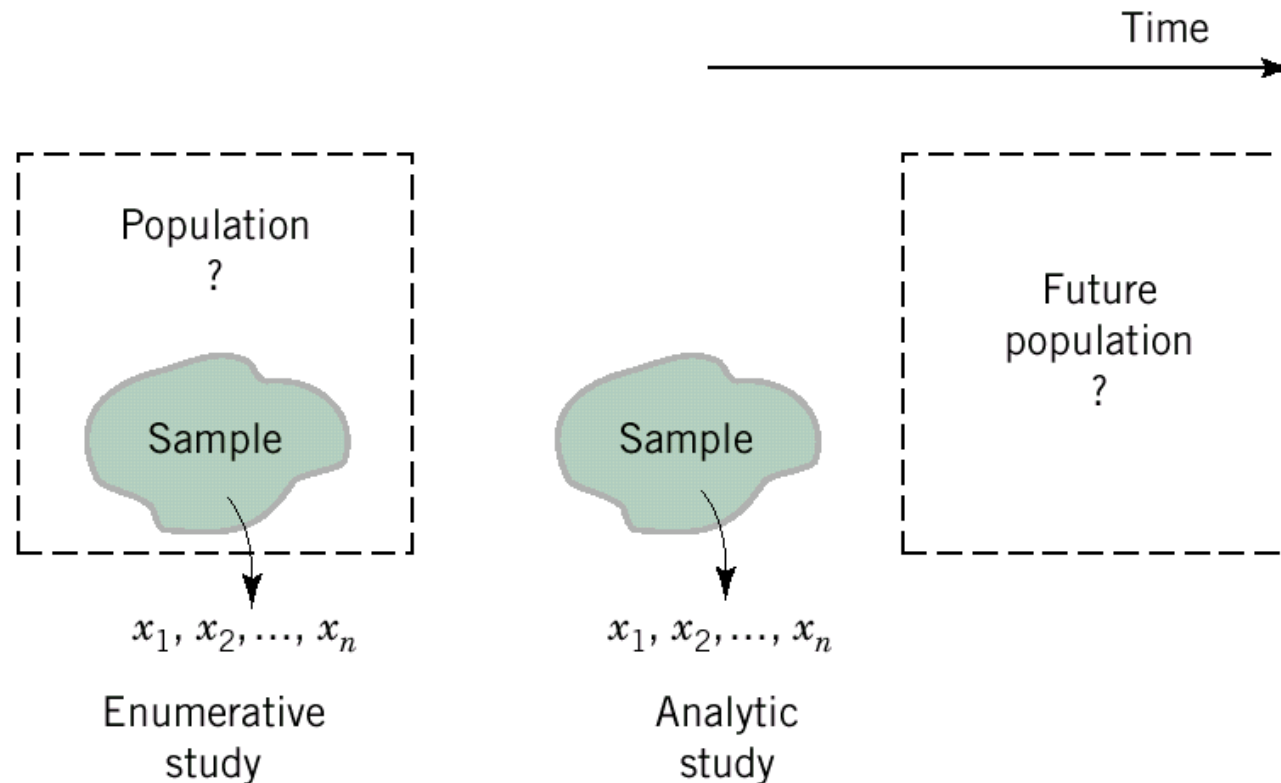 Time
Population
?
Sample
x₁, x₂,..., xₙ
Enumerative
study
Sample
x₁, x₂,..., xₙ
Analytic
study
Future
population
?